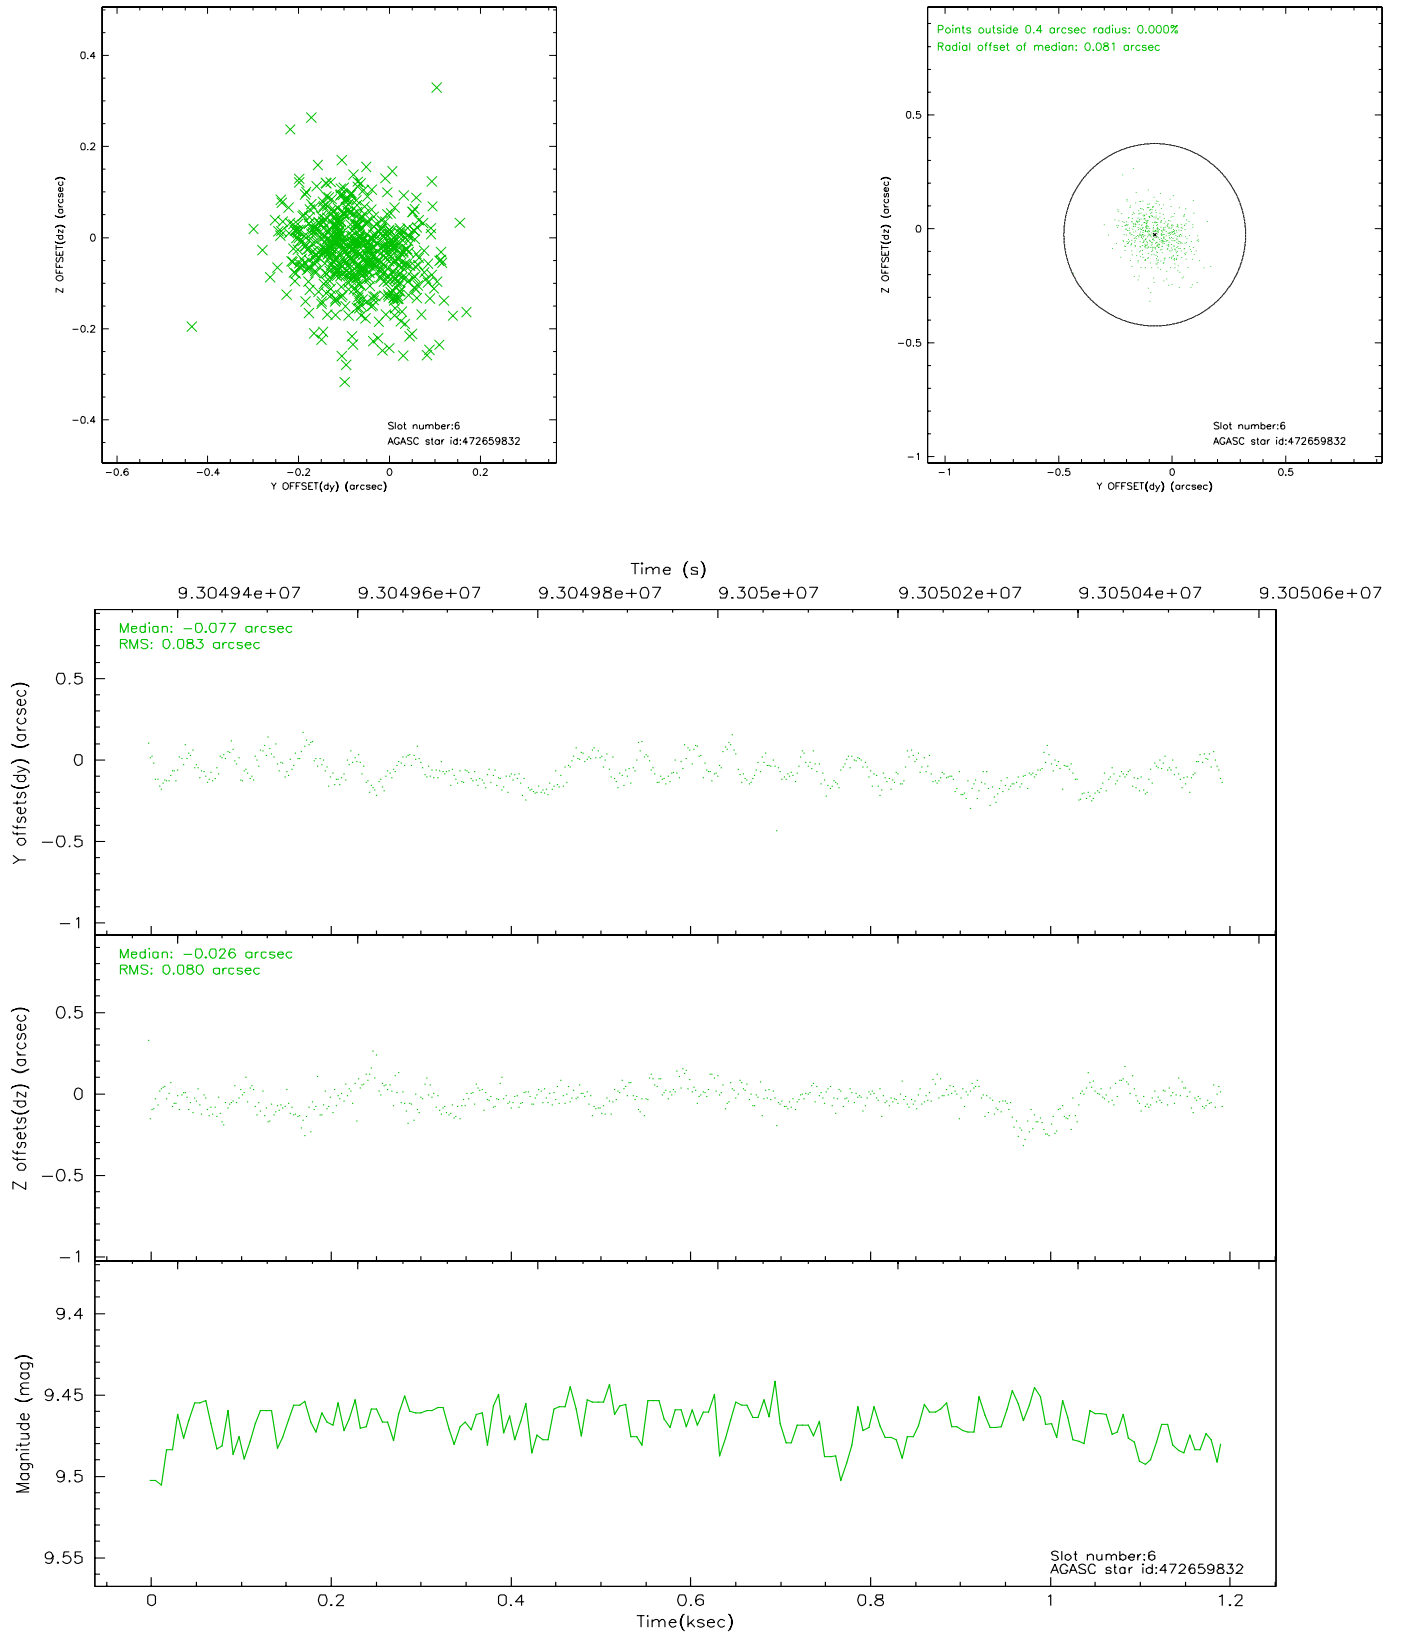 0.4
0.2
0
−0.2
−0.4
Z OFFSET(dz) (arcsec)
Slot number:6
AGASC star id:472659832
−0.6 −0.4 −0.2 0 0.2
Y OFFSET(dy) (arcsec)
Points outside 0.4 arcsec radius: 0.000%
Radial offset of median: 0.081 arcsec
0.5
0
−0.5
−1
Z OFFSET(dz) (arcsec)
Slot number:6
AGASC star id:472659832
−1 −0.5 0 0.5
Y OFFSET(dy) (arcsec)
Time (s)
9.30494e+07 9.30496e+07 9.30498e+07 9.305e+07 9.30502e+07 9.30504e+07 9.30506e+07
Median: −0.077 arcsec
RMS: 0.083 arcsec
0.5
0
−0.5
−1
Y offsets(dy) (arcsec)
Median: −0.026 arcsec
RMS: 0.080 arcsec
0.5
0
−0.5
−1
Z offsets(dz) (arcsec)
9.4
9.45
9.5
9.55
Magnitude (mag)
Slot number:6
AGASC star id:472659832
0 0.2 0.4 0.6 0.8 1 1.2
Time(ksec)